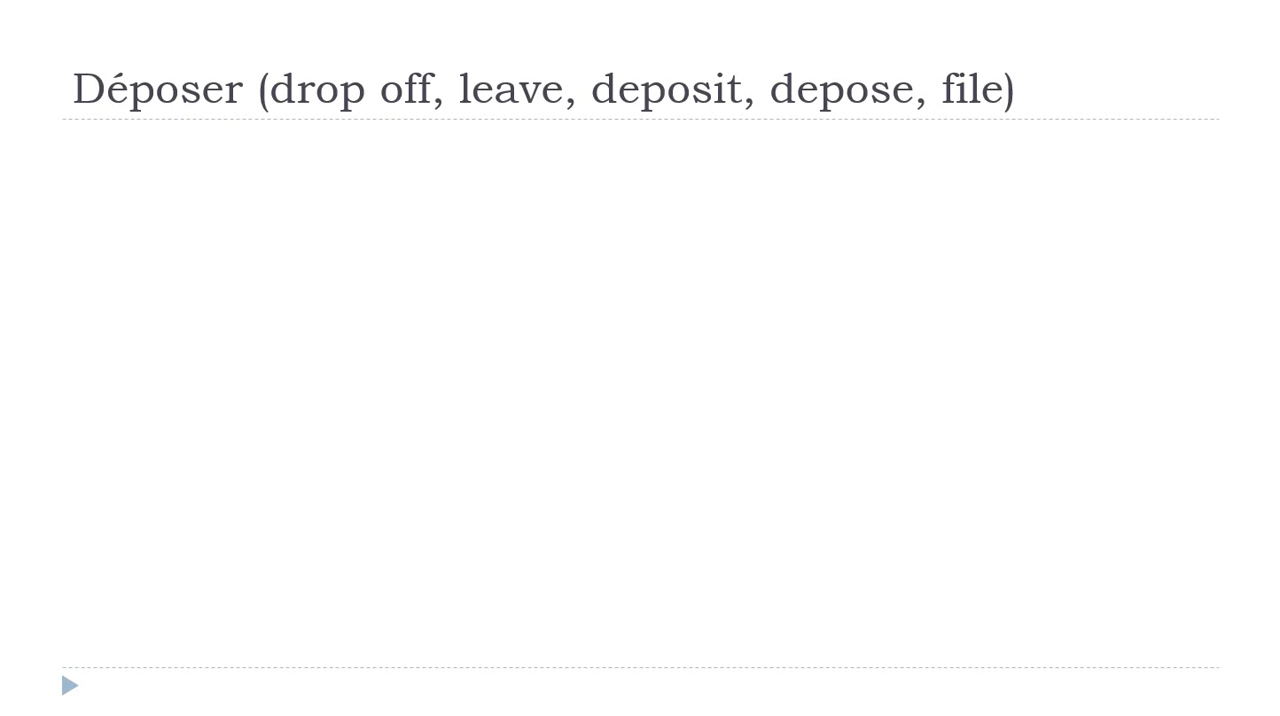 Déposer (drop off, leave, deposit, depose, file)